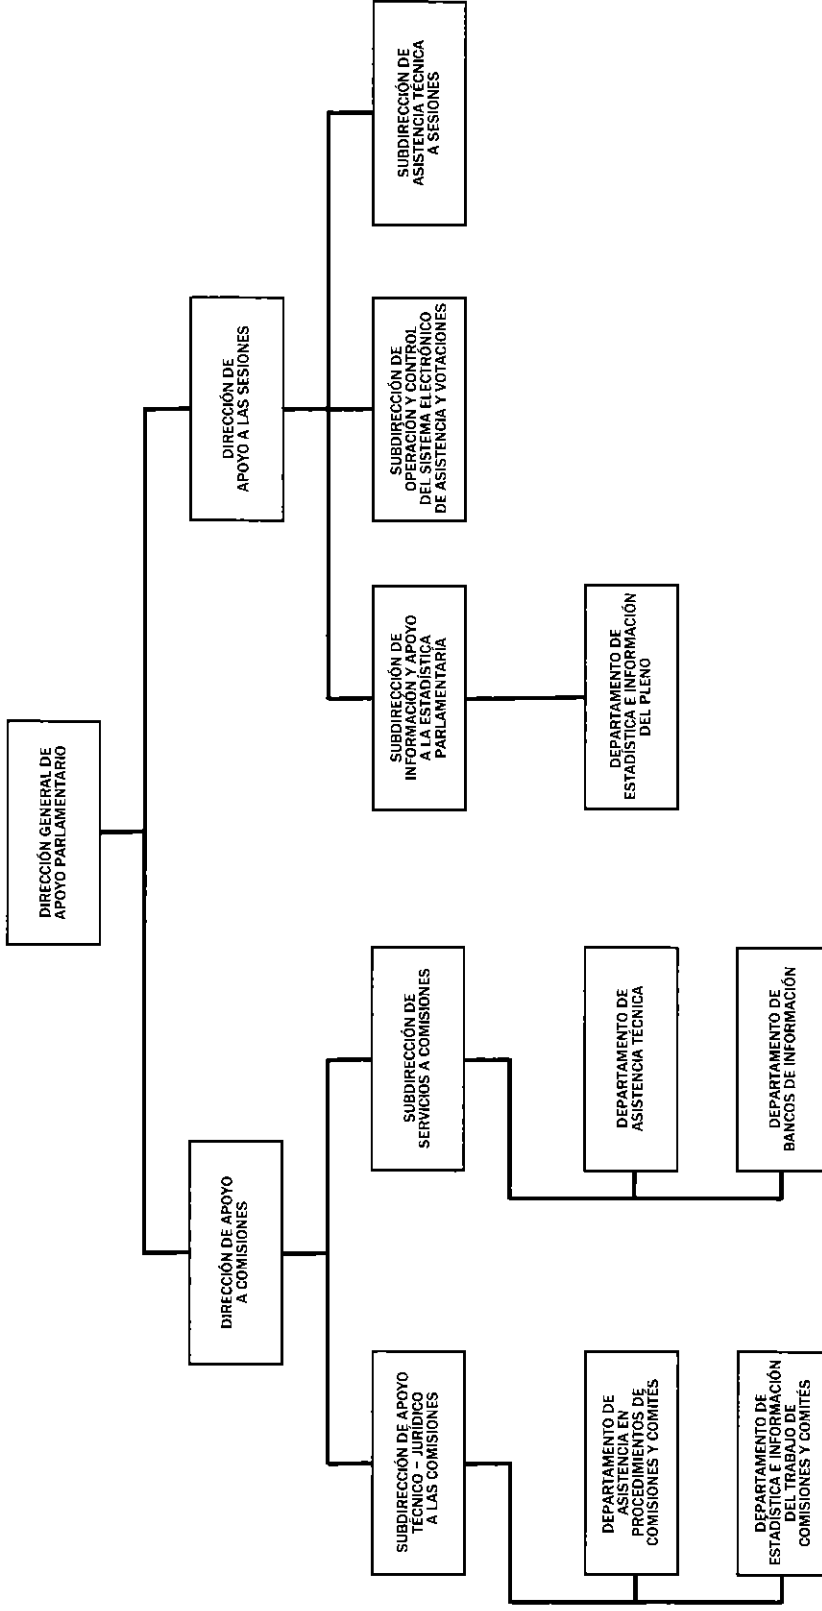 DIRECCIÓN GENERAL DE
APOYO PARLAMENTARIO
DIRECCIÓN DE APOYO
A COMISIONES
DIRECCIÓN DE
APOYO A LAS SESIONES
SUBDIRECCIÓN DE APOYO
TÉCNICO - JURÍDICO
A LAS COMISIONES
SUBDIRECCIÓN DE
SERVICIOS A COMISIONES
SUBDIRECCIÓN DE
INFORMACIÓN Y APOYO
A LA ESTADÍSTICA
PARLAMENTARÍA
SUBDIRECCIÓN DE
OPERACIÓN Y CONTROL
DEL SISTEMA ELECTRÓNICO
DE ASISTENCIA Y VOTACIONES
SUBDIRECCIÓN DE
ASISTENCIA TÉCNICA
A SESIONES
DEPARTAMENTO DE
ASISTENCIA EN
PROCEDIMIENTOS DE
COMISIONES Y COMITÉS
DEPARTAMENTO DE
ASISTENCIA TÉCNICA
DEPARTAMENTO DE
ESTADÍSTICA E INFORMACIÓN
DEL PLENO
DEPARTAMENTO DE
ESTADÍSTICA E INFORMACIÓN
DEL TRABAJO DE
COMISIONES Y COMITÉS
DEPARTAMENTO DE
BANCOS DE INFORMACIÓN